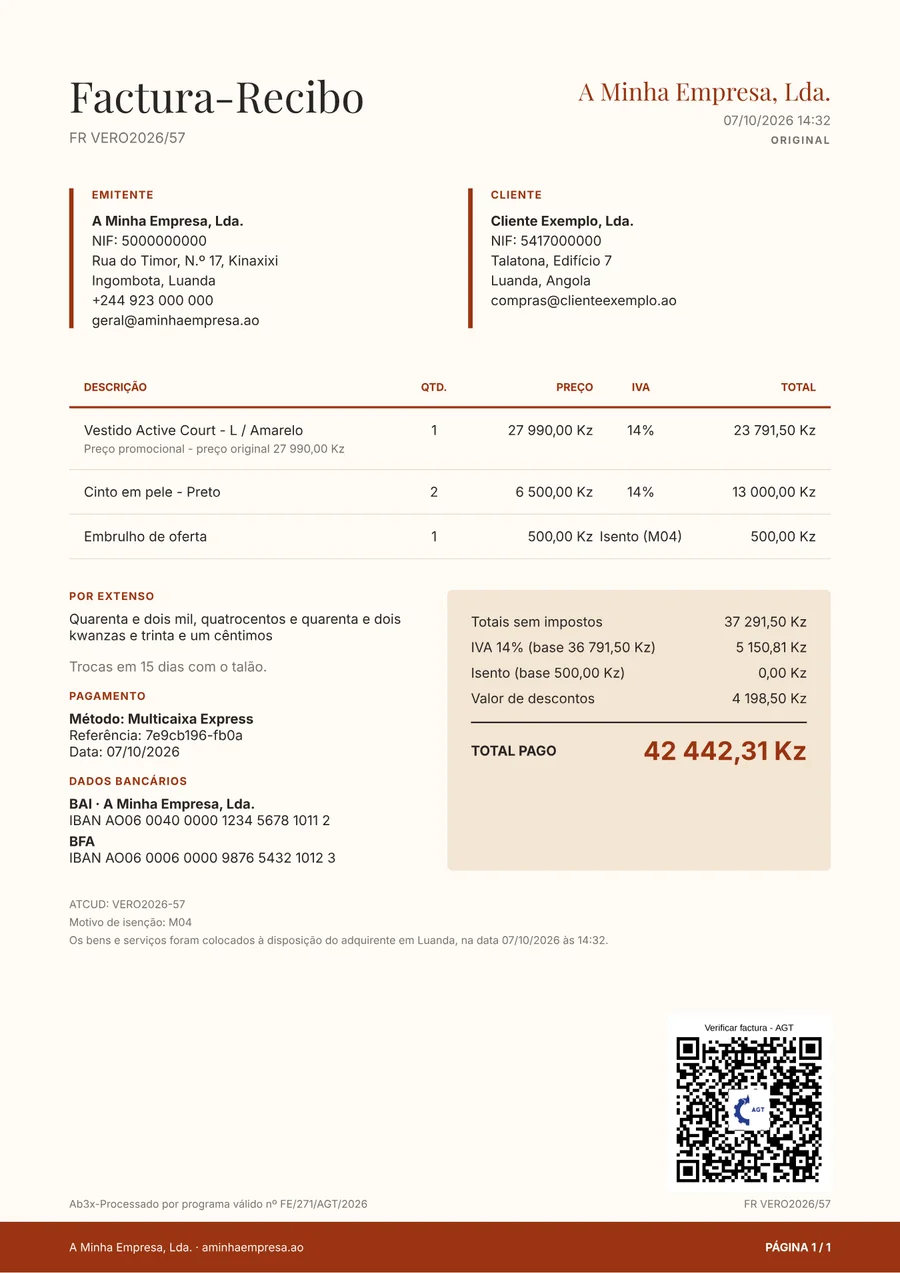 Factura-Recibo
FR VERO2026/57
A Minha Empresa, Lda.
07/10/2026 14:32
ORIGINAL
EMITENTE
A Minha Empresa, Lda.
NIF: 5000000000
Rua do Timor, N.º 17, Kinaxixi
Ingombota, Luanda
+244 923 000 000
geral@aminhaempresa.ao
CLIENTE
Cliente Exemplo, Lda.
NIF: 5417000000
Talatona, Edifício 7
Luanda, Angola
compras@clienteexemplo.ao
DESCRIÇÃO QTD. PREÇO IVA TOTAL
Vestido Active Court - L / Amarelo 1 27 990,00 Kz 14% 23 791,50 Kz
Preço promocional - preço original 27 990,00 Kz
Cinto em pele - Preto 2 6 500,00 Kz 14% 13 000,00 Kz
Embrulho de oferta 1 500,00 Kz Isento (M04) 500,00 Kz
POR EXTENSO
Quarenta e dois mil, quatrocentos e quarenta e dois
kwanzas e trinta e um cêntimos
Trocas em 15 dias com o talão.
PAGAMENTO
Método: Multicaixa Express
Referência: 7e9cb196-fb0a
Data: 07/10/2026
DADOS BANCÁRIOS
BAI · A Minha Empresa, Lda.
IBAN AO06 0040 0000 1234 5678 1011 2
BFA
IBAN AO06 0006 0000 9876 5432 1012 3
Totais sem impostos 37 291,50 Kz
IVA 14% (base 36 791,50 Kz) 5 150,81 Kz
Isento (base 500,00 Kz) 0,00 Kz
Valor de descontos 4 198,50 Kz
TOTAL PAGO 42 442,31 Kz
ATCUD: VERO2026-57
Motivo de isenção: M04
Os bens e serviços foram colocados à disposição do adquirente em Luanda, na data 07/10/2026 às 14:32.
Verificar factura - AGT
AGT
Ab3x-Processado por programa válido nº FE/271/AGT/2026
FR VERO2026/57
A Minha Empresa, Lda. · aminhaempresa.ao
PÁGINA 1 / 1